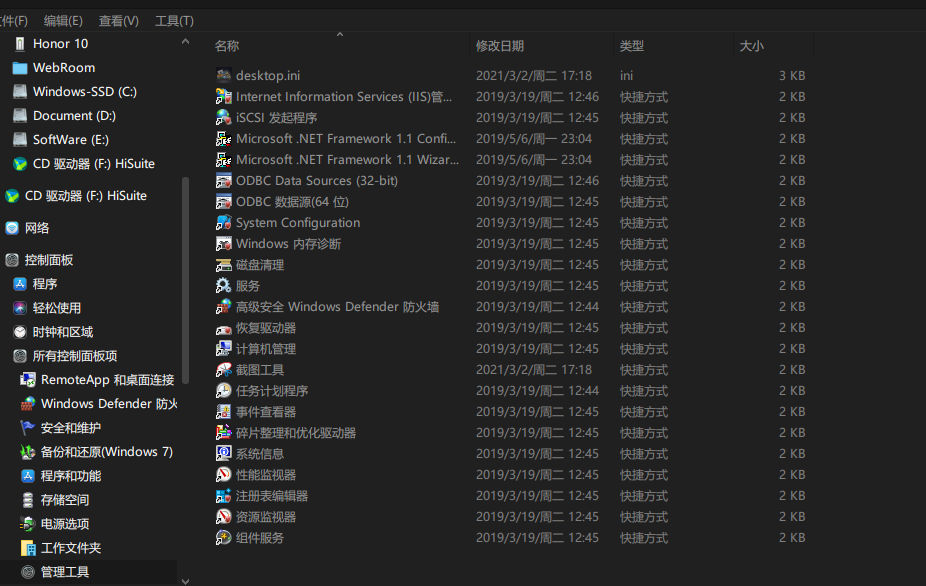 件(F) 编辑(E) 查看(V) 工具(T)
Honor 10
WebRoom
Windows-SSD (C:)
Document (D:)
SoftWare (E:)
CD 驱动器 (F:) HiSuite
CD 驱动器 (F:) HiSuite
网络
控制面板
程序
轻松使用
时钟和区域
所有控制面板项
RemoteApp 和桌面连接
Windows Defender 防火
安全和维护
备份和还原(Windows 7)
程序和功能
存储空间
电源选项
工作文件夹
管理工具
名称 修改日期 类型 大小
desktop.ini 2021/3/2/周二 17:18 ini 3 KB
Internet Information Services (IIS)管... 2019/3/19/周二 12:46 快捷方式 2 KB
iSCSI 发起程序 2019/3/19/周二 12:45 快捷方式 2 KB
Microsoft .NET Framework 1.1 Confi... 2019/5/6/周一 23:04 快捷方式 2 KB
Microsoft .NET Framework 1.1 Wizar... 2019/5/6/周一 23:04 快捷方式 2 KB
ODBC Data Sources (32-bit) 2019/3/19/周二 12:46 快捷方式 2 KB
ODBC 数据源(64 位) 2019/3/19/周二 12:45 快捷方式 2 KB
System Configuration 2019/3/19/周二 12:45 快捷方式 2 KB
Windows 内存诊断 2019/3/19/周二 12:45 快捷方式 2 KB
磁盘清理 2019/3/19/周二 12:45 快捷方式 2 KB
服务 2019/3/19/周二 12:45 快捷方式 2 KB
高级安全 Windows Defender 防火墙 2019/3/19/周二 12:44 快捷方式 2 KB
恢复驱动器 2019/3/19/周二 12:45 快捷方式 2 KB
计算机管理 2019/3/19/周二 12:45 快捷方式 2 KB
截图工具 2021/3/2/周二 17:18 快捷方式 2 KB
任务计划程序 2019/3/19/周二 12:44 快捷方式 2 KB
事件查看器 2019/3/19/周二 12:45 快捷方式 2 KB
碎片整理和优化驱动器 2019/3/19/周二 12:45 快捷方式 2 KB
系统信息 2019/3/19/周二 12:45 快捷方式 2 KB
性能监视器 2019/3/19/周二 12:45 快捷方式 2 KB
注册表编辑器 2019/3/19/周二 12:45 快捷方式 2 KB
资源监视器 2019/3/19/周二 12:45 快捷方式 2 KB
组件服务 2019/3/19/周二 12:45 快捷方式 2 KB